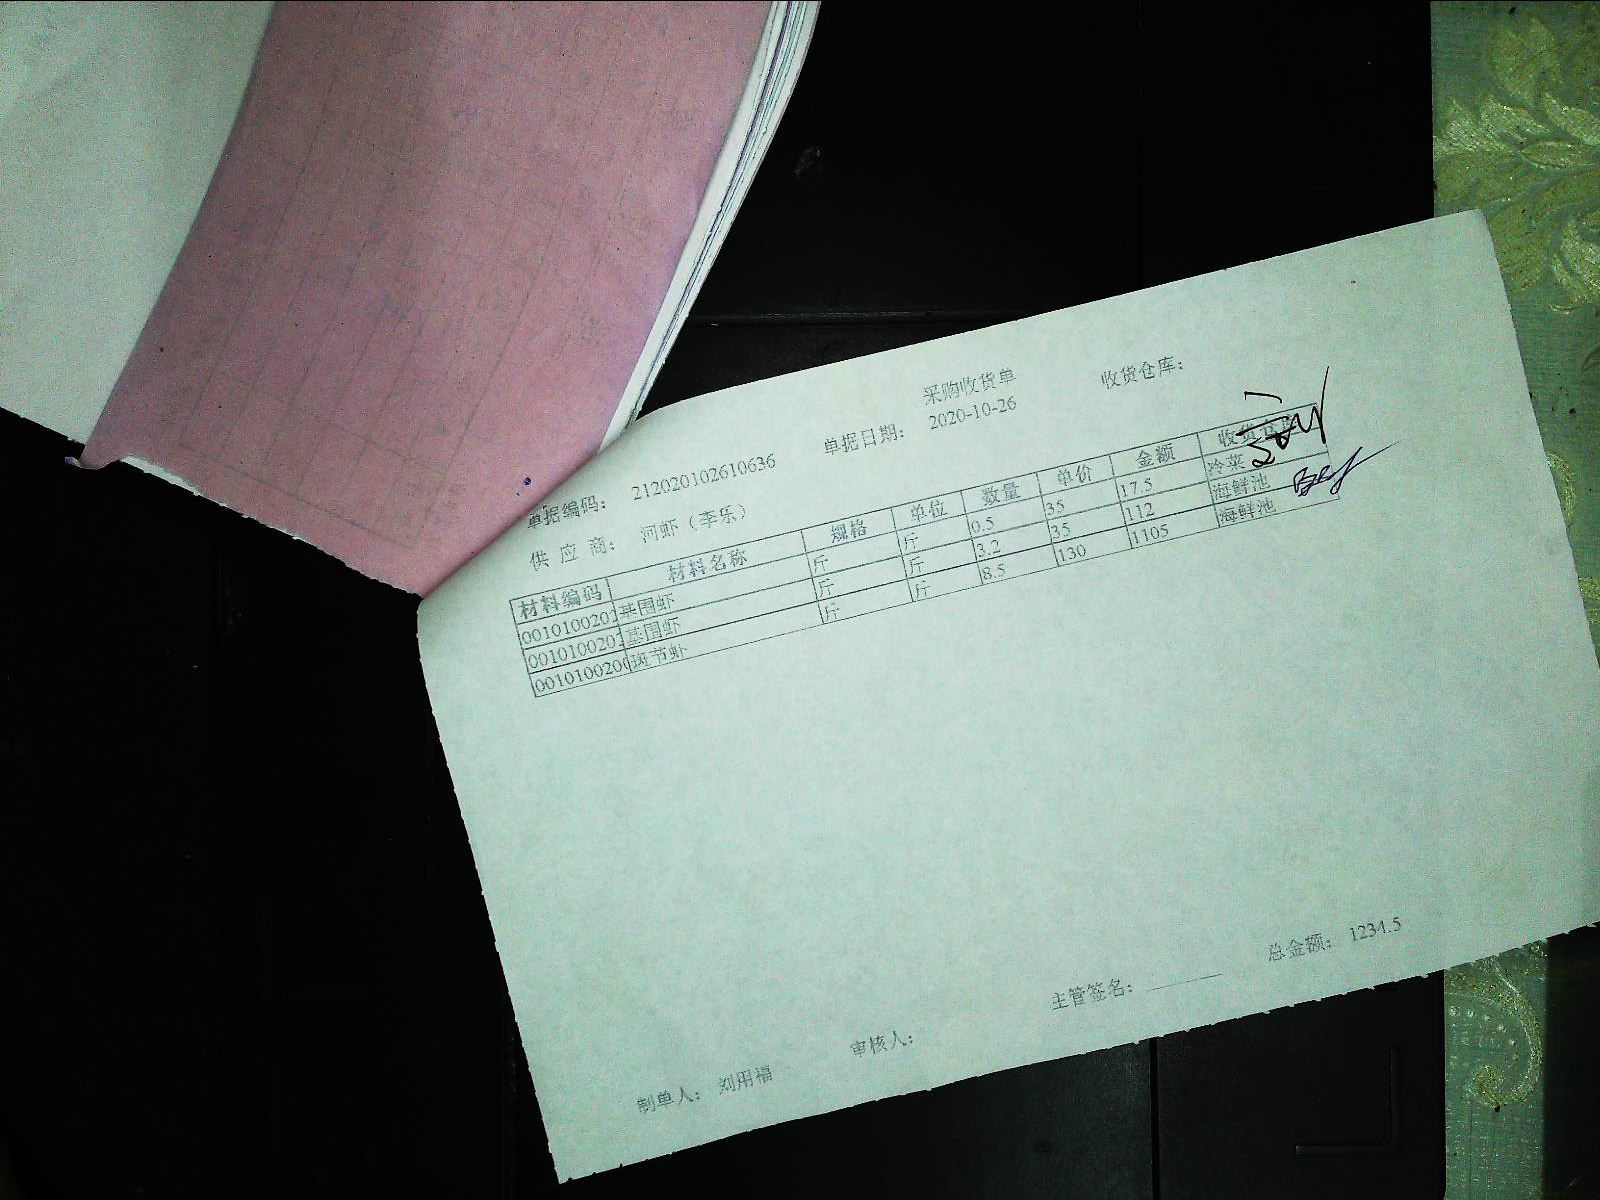 采购收货单 收货仓库：
单据编码： 212020102610636 单据日期： 2020-10-26
供 应 商： 河虾（李乐）
材料编码 材料名称 规格 单位 数量 单价 金额 收货
001010020 基围虾 斤 斤 0.5 35 17.5 冷菜
001010020 基围虾 斤 斤 3.2 35 112 海鲜池
0010100200 斑节虾 斤 斤 8.5 130 1105 海鲜池
主管签名： 总金额： 1234.5
制单人： 刘用福 审核人：